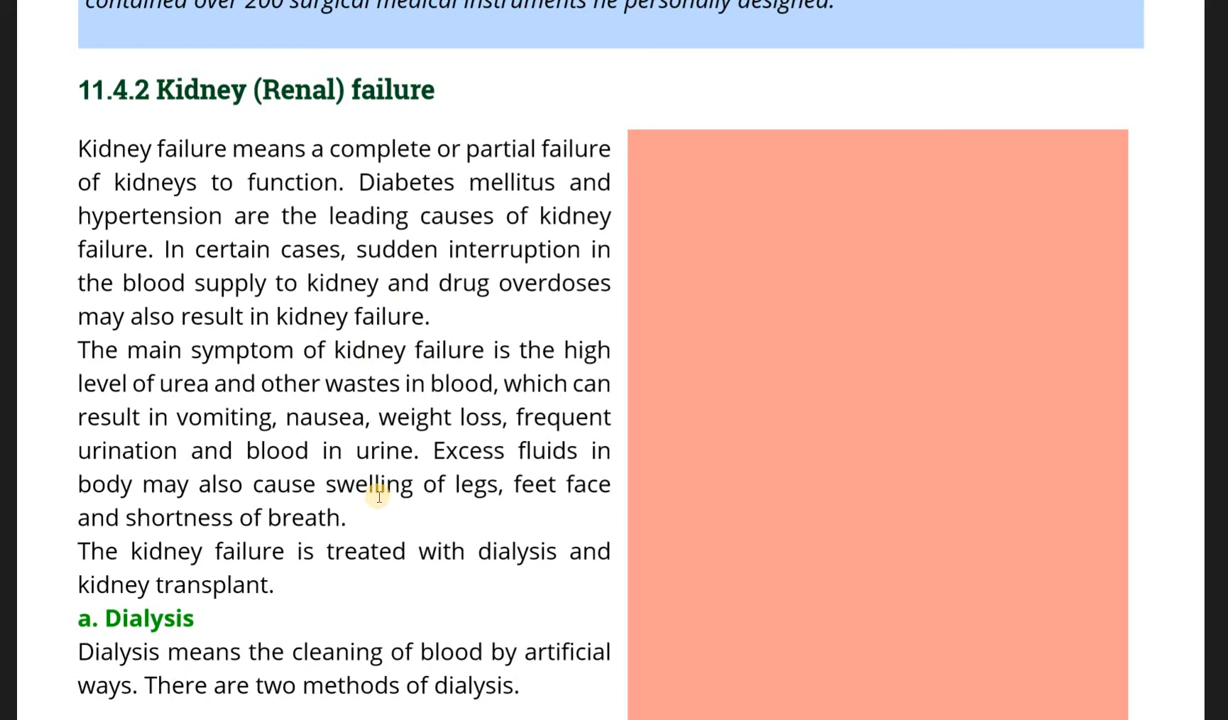 contained over 200 surgical medical instruments he personally designed.
11.4.2 Kidney (Renal) failure
Kidney failure means a complete or partial failure
of kidneys to function. Diabetes mellitus and
hypertension are the leading causes of kidney
failure. In certain cases, sudden interruption in
the blood supply to kidney and drug overdoses
may also result in kidney failure.
The main symptom of kidney failure is the high
level of urea and other wastes in blood, which can
result in vomiting, nausea, weight loss, frequent
urination and blood in urine. Excess fluids in
body may also cause swelling of legs, feet face
and shortness of breath.
The kidney failure is treated with dialysis and
kidney transplant.
a. Dialysis
Dialysis means the cleaning of blood by artificial
ways. There are two methods of dialysis.